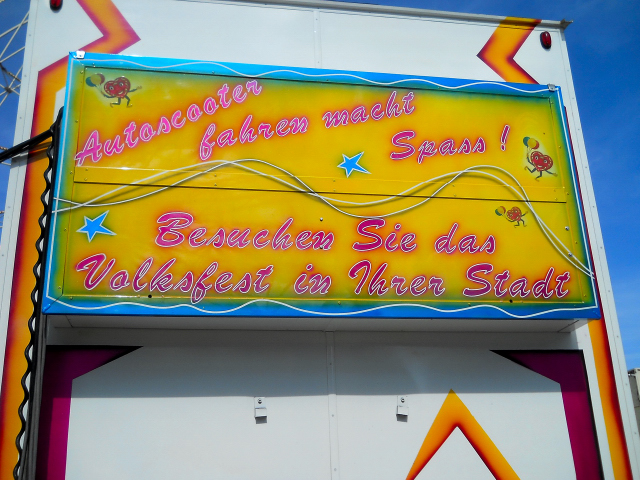 Autoscooter
fahren macht
Spass !
Besuchen Sie das
Volksfest in Ihrer Stadt